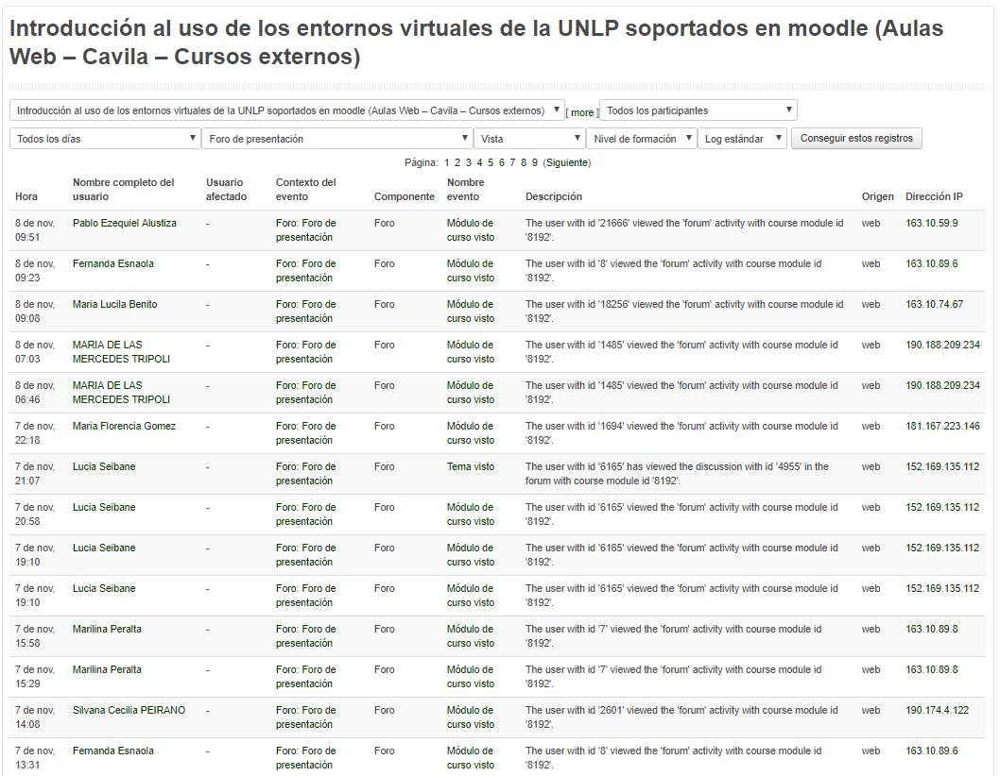 Introducción al uso de los entornos virtuales de la UNLP soportados en moodle (Aulas
Web – Cavila – Cursos externos)
Introducción al uso de los entornos virtuales de la UNLP soportados en moodle (Aulas Web – Cavila – Cursos externos) [ more ] Todos los participantes
Todos los días Foro de presentación Vista Nivel de formación Log estándar Conseguir estos registros
Página: 1 2 3 4 5 6 7 8 9 (Siguiente)
Hora Nombre completo del usuario Usuario afectado Contexto del evento Componente Nombre evento Descripción Origen Dirección IP
8 de nov, 09:51 Pablo Ezequiel Alustiza - Foro: Foro de presentación Foro Módulo de curso visto The user with id '21666' viewed the 'forum' activity with course module id '8192'. web 163.10.59.9
8 de nov, 09:23 Fernanda Esnaola - Foro: Foro de presentación Foro Módulo de curso visto The user with id '8' viewed the 'forum' activity with course module id '8192'. web 163.10.89.6
8 de nov, 09:08 Maria Lucila Benito - Foro: Foro de presentación Foro Módulo de curso visto The user with id '18256' viewed the 'forum' activity with course module id '8192'. web 163.10.74.67
8 de nov, 07:03 MARIA DE LAS MERCEDES TRIPOLI - Foro: Foro de presentación Foro Módulo de curso visto The user with id '1485' viewed the 'forum' activity with course module id '8192'. web 190.188.209.234
8 de nov, 06:46 MARIA DE LAS MERCEDES TRIPOLI - Foro: Foro de presentación Foro Módulo de curso visto The user with id '1485' viewed the 'forum' activity with course module id '8192'. web 190.188.209.234
7 de nov, 22:18 Maria Florencia Gomez - Foro: Foro de presentación Foro Módulo de curso visto The user with id '1694' viewed the 'forum' activity with course module id '8192'. web 181.167.223.146
7 de nov, 21:07 Lucia Seibane - Foro: Foro de presentación Foro Tema visto The user with id '6165' has viewed the discussion with id '4955' in the forum with course module id '8192'. web 152.169.135.112
7 de nov, 20:58 Lucia Seibane - Foro: Foro de presentación Foro Módulo de curso visto The user with id '6165' viewed the 'forum' activity with course module id '8192'. web 152.169.135.112
7 de nov, 19:10 Lucia Seibane - Foro: Foro de presentación Foro Módulo de curso visto The user with id '6165' viewed the 'forum' activity with course module id '8192'. web 152.169.135.112
7 de nov, 19:10 Lucia Seibane - Foro: Foro de presentación Foro Módulo de curso visto The user with id '6165' viewed the 'forum' activity with course module id '8192'. web 152.169.135.112
7 de nov, 15:58 Marilina Peralta - Foro: Foro de presentación Foro Módulo de curso visto The user with id '7' viewed the 'forum' activity with course module id '8192'. web 163.10.89.8
7 de nov, 15:29 Marilina Peralta - Foro: Foro de presentación Foro Módulo de curso visto The user with id '7' viewed the 'forum' activity with course module id '8192'. web 163.10.89.8
7 de nov, 14:08 Silvana Cecilia PEIRANO - Foro: Foro de presentación Foro Módulo de curso visto The user with id '2601' viewed the 'forum' activity with course module id '8192'. web 190.174.4.122
7 de nov, 13:31 Fernanda Esnaola - Foro: Foro de presentación Foro Módulo de curso visto The user with id '8' viewed the 'forum' activity with course module id '8192'. web 163.10.89.6